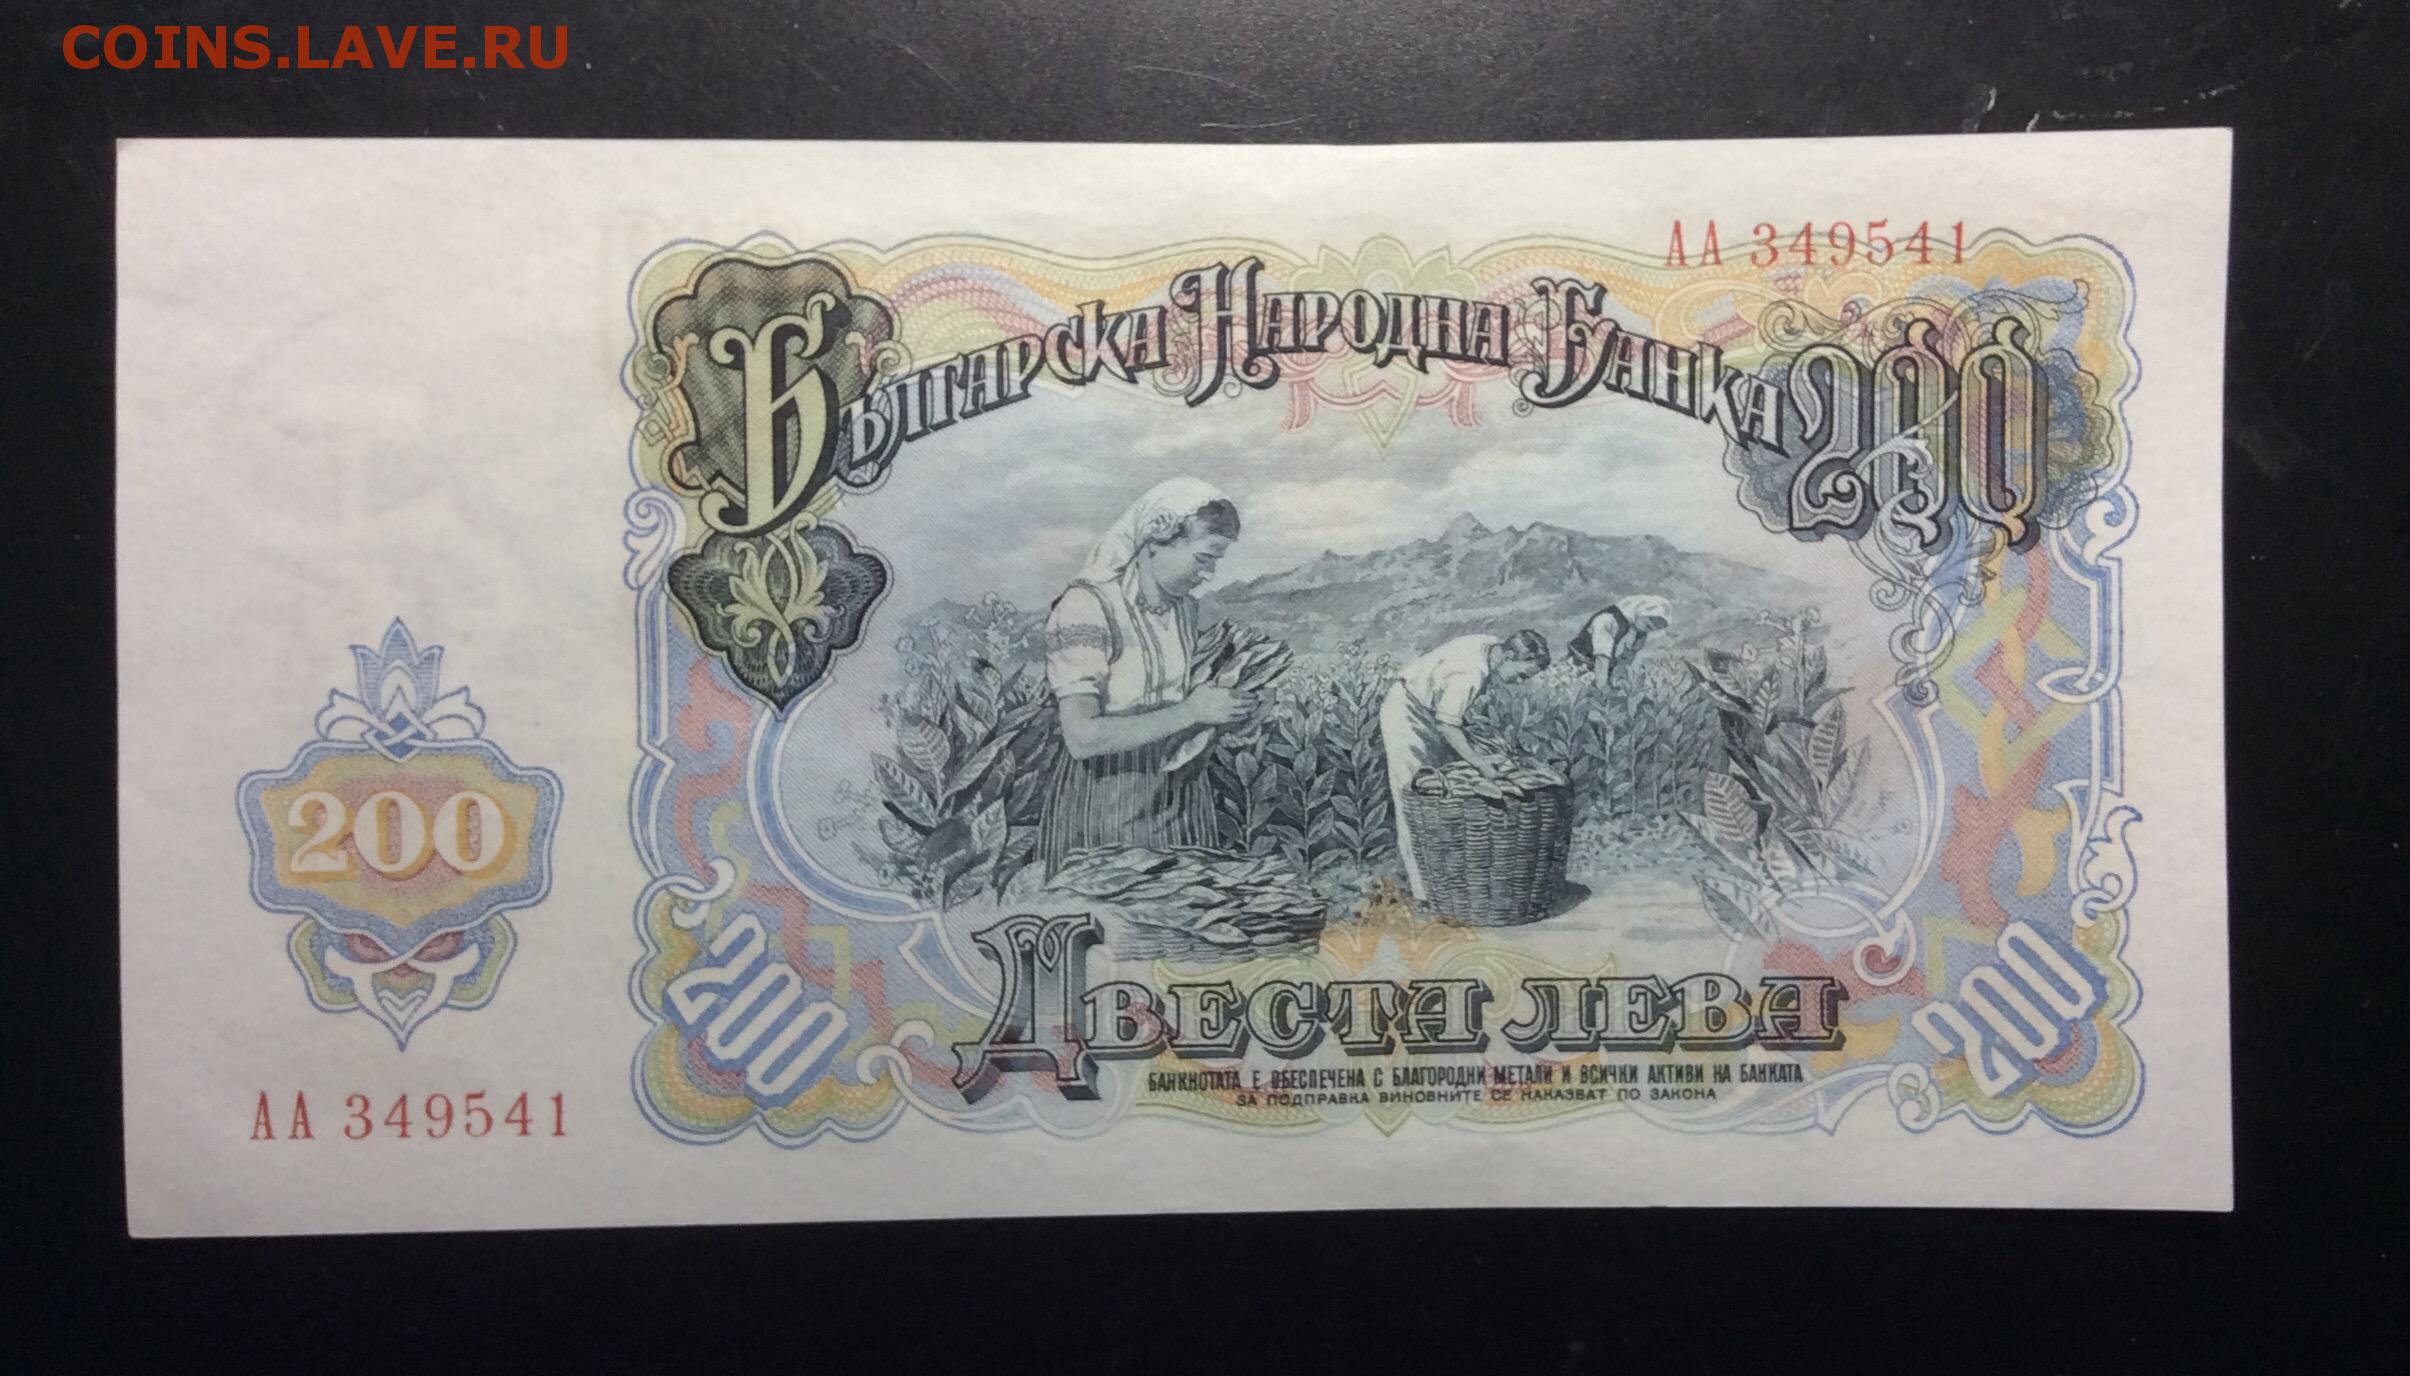 COINS.LAVE.RU
АА 349541
Българска Народна Банка 200
200
200
200
Двеста лева
БАНКНОТАТА Е ОБЕСПЕЧЕНА С БЛАГОРОДНИ МЕТАЛИ И ВСИЧКИ АКТИВИ НА БАНКАТА
ЗА ПОДПРАВКА ВИНОВНИТЕ СЕ НАКАЗВАТ ПО ЗАКОНА
АА 349541